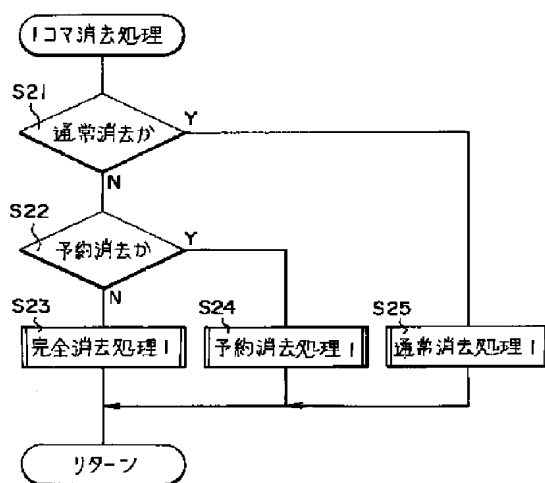 1コマ消去処理
S21
通常消去か
Y
N
S22
予約消去か
Y
N
S23
完全消去処理1
S24
予約消去処理1
S25
通常消去処理1
リターン